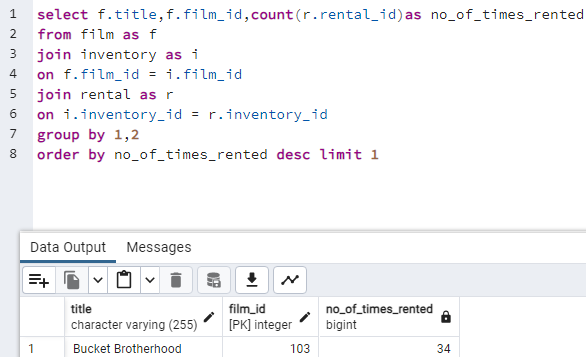 1 select f.title,f.film_id,count(r.rental_id)as no_of_times_rented
2 from film as f
3 join inventory as i
4 on f.film_id = i.film_id
5 join rental as r
6 on i.inventory_id = r.inventory_id
7 group by 1,2
8 order by no_of_times_rented desc limit 1
Data Output Messages
title film_id no_of_times_rented
character varying (255) [PK] integer bigint
1 Bucket Brotherhood 103 34